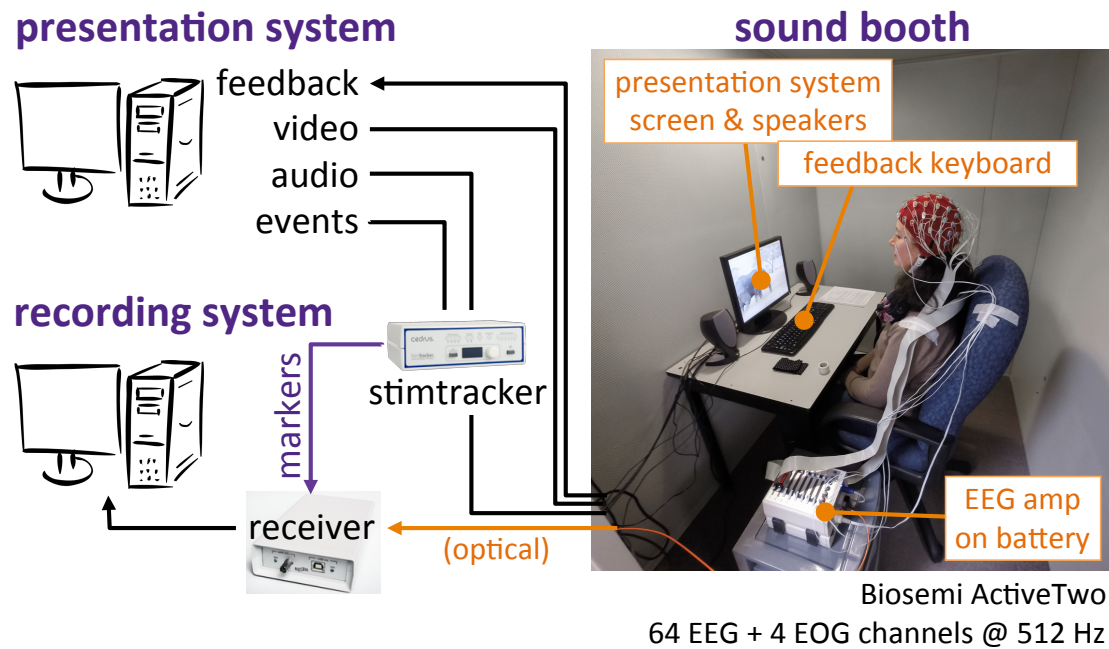 presentation system
sound booth
feedback
video
audio
events
presentation system
screen & speakers
feedback keyboard
recording system
cedrus
stimtracker
markers
receiver
(optical)
EEG amp
on battery
Biosemi ActiveTwo
64 EEG + 4 EOG channels @ 512 Hz